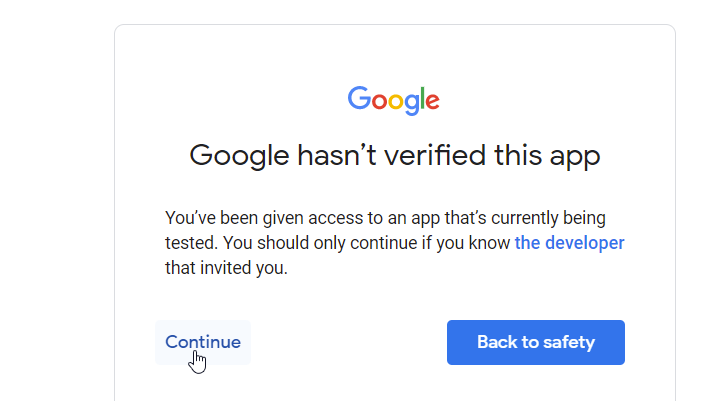 Google
Google hasn’t verified this app
You’ve been given access to an app that’s currently being
tested. You should only continue if you know the developer
that invited you.
Continue
Back to safety